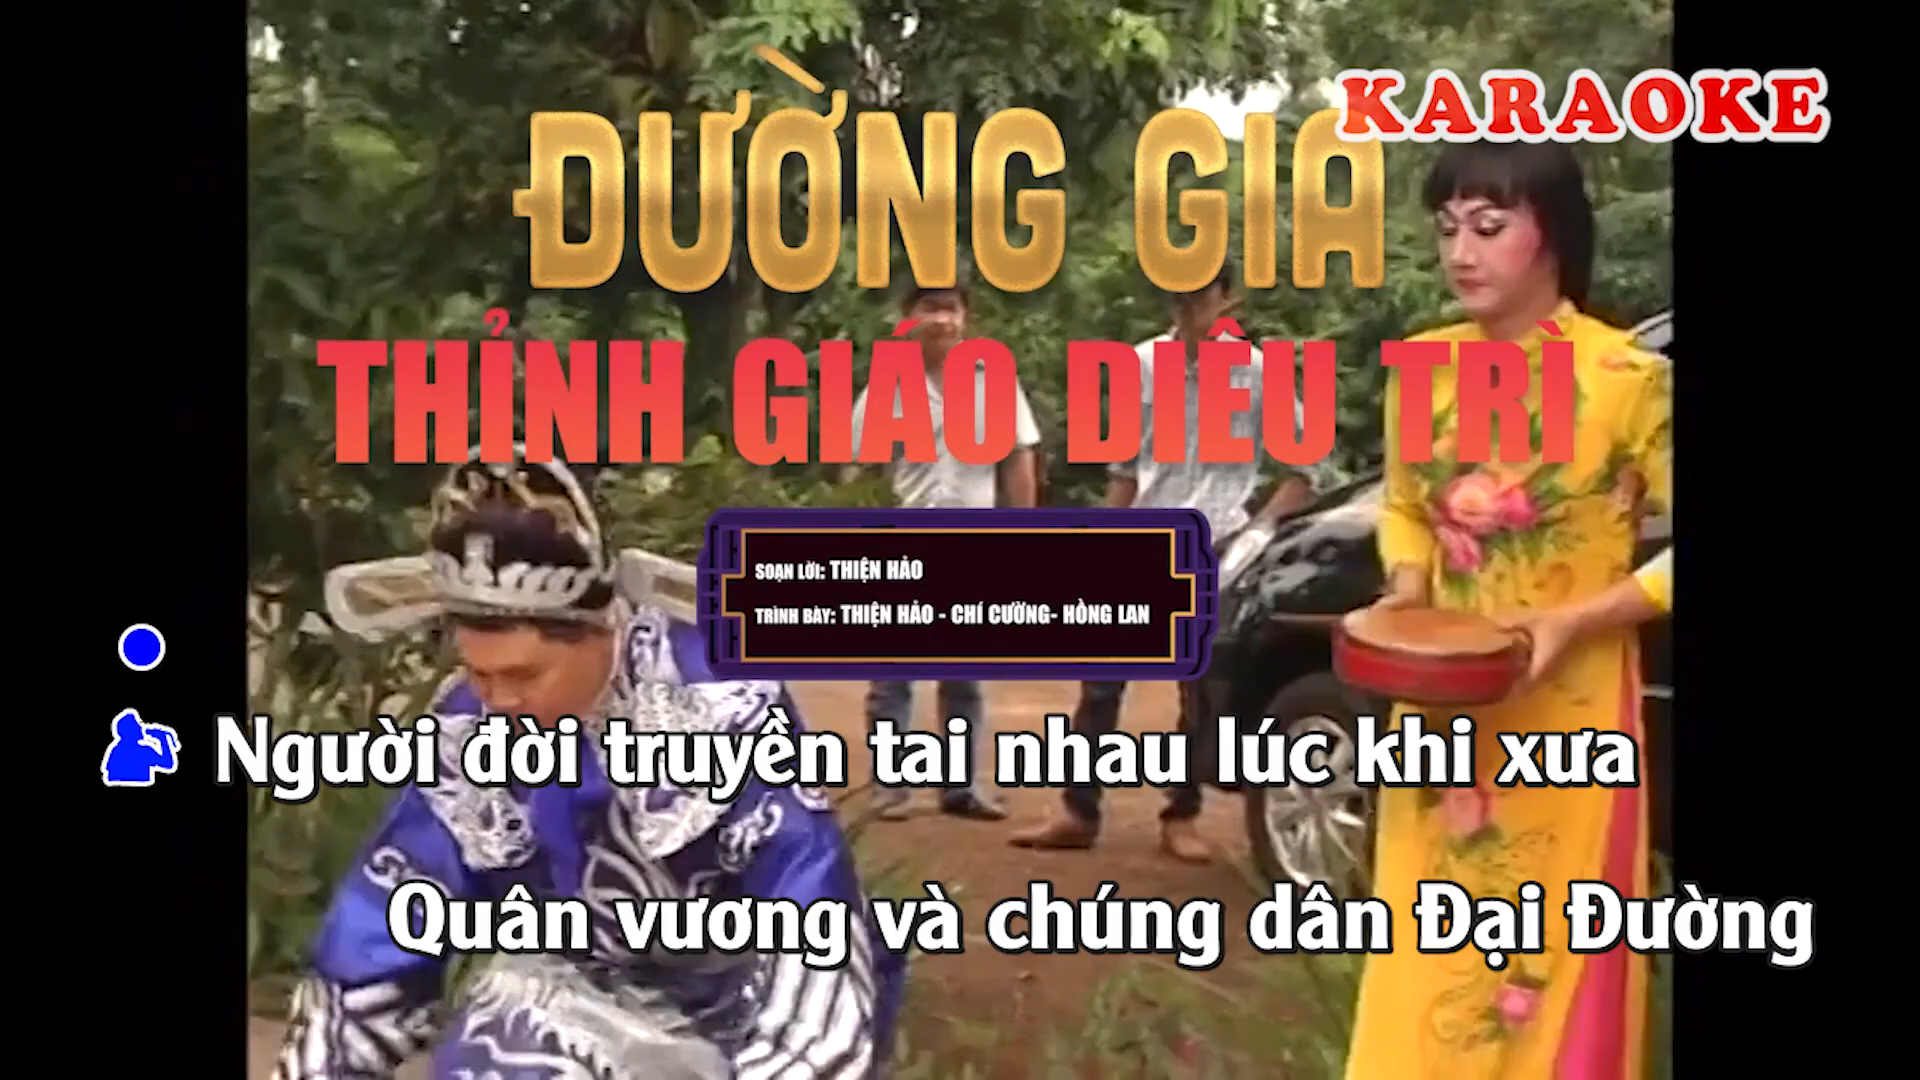 KARAOKE
ĐƯỜNG GIA
THỈNH GIÁO DIÊU TRÌ
SOẠN LỜI: THIỆN HẢO
TRÌNH BÀY: THIỆN HẢO - CHÍ CƯỜNG- HỒNG LAN
Người đời truyền tai nhau lúc khi xưa
Quân vương và chúng dân Đại Đường